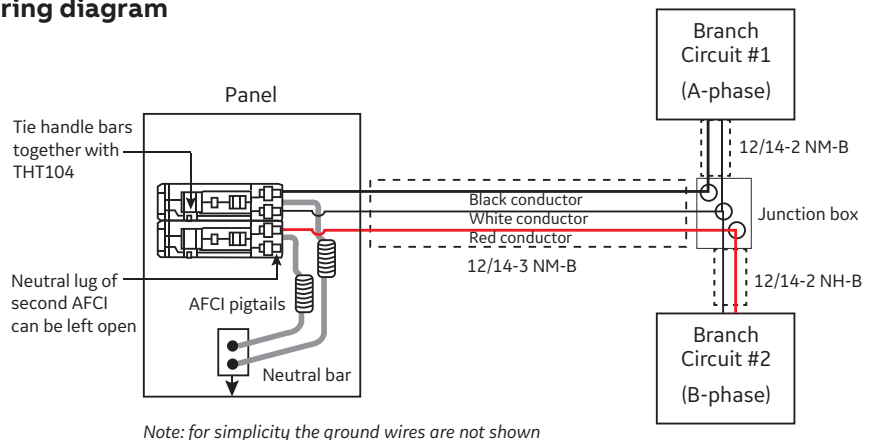 ring diagram
Panel
Tie handle bars
together with
THT104
Neutral lug of
second AFCI
can be left open
AFCI pigtails
Neutral bar
Black conductor
White conductor
Red conductor
12/14-3 NM-B
Branch
Circuit #1
(A-phase)
12/14-2 NM-B
Junction box
12/14-2 NH-B
Branch
Circuit #2
(B-phase)
Note: for simplicity the ground wires are not shown